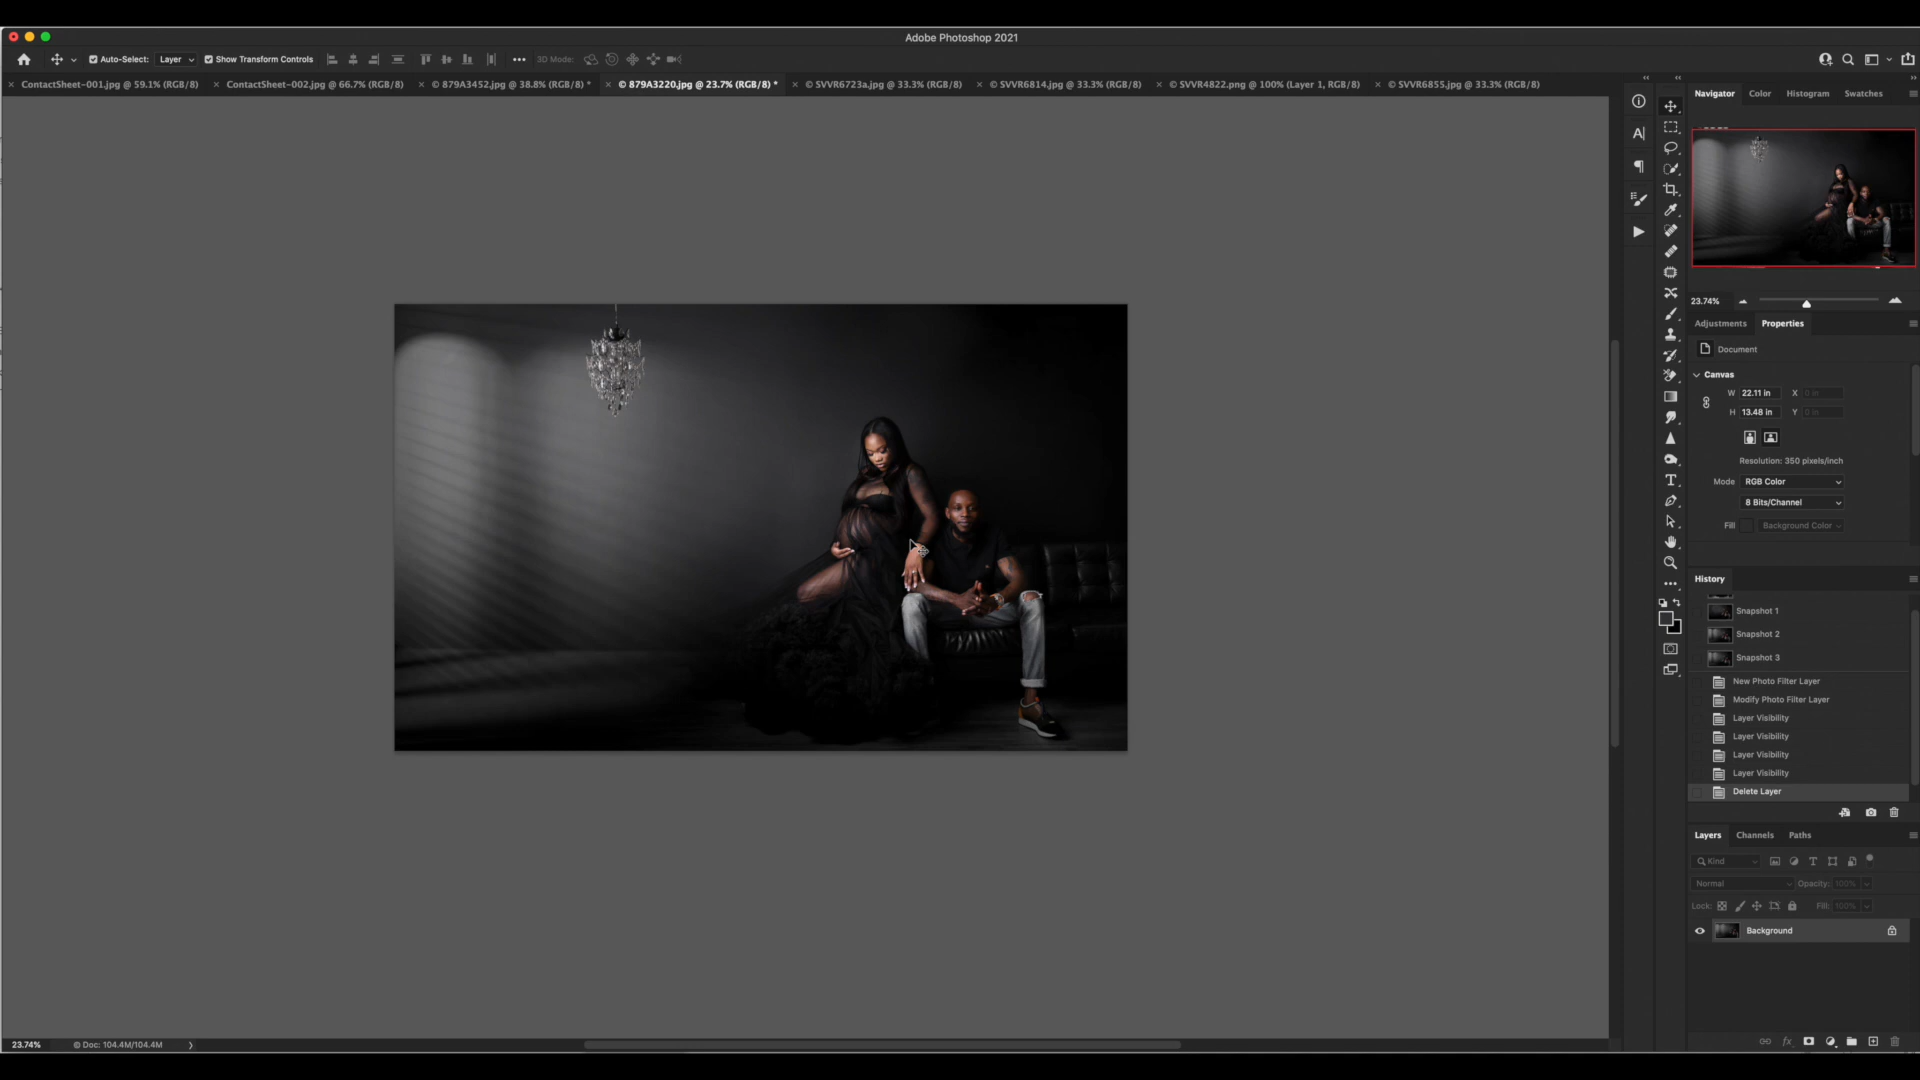 Adobe Photoshop 2021
Auto-Select: Layer Show Transform Controls 3D Mode:
ContactSheet-001.jpg @ 59.1% (RGB/8) ContactSheet-002.jpg @ 66.7% (RGB/8) © 879A3452.jpg @ 38.8% (RGB/8) * © 879A3220.jpg @ 23.7% (RGB/8) * © SVVR6723a.jpg @ 33.3% (RGB/8) © SVVR6814.jpg @ 33.3% (RGB/8) © SVVR4822.png @ 100% (Layer 1, RGB/8) © SVVR6855.jpg @ 33.3% (RGB/8)
Navigator Color Histogram Swatches
23.74%
Adjustments Properties
Document
Canvas
W 22.11 in X 0 in
H 13.48 in Y 0 in
Resolution: 350 pixels/inch
Mode RGB Color
8 Bits/Channel
Fill Background Color
History
Snapshot 1
Snapshot 2
Snapshot 3
New Photo Filter Layer
Modify Photo Filter Layer
Layer Visibility
Layer Visibility
Layer Visibility
Layer Visibility
Delete Layer
Layers Channels Paths
Kind
Normal Opacity: 100%
Lock: Fill: 100%
Background
fx
23.74% © Doc: 104.4M/104.4M